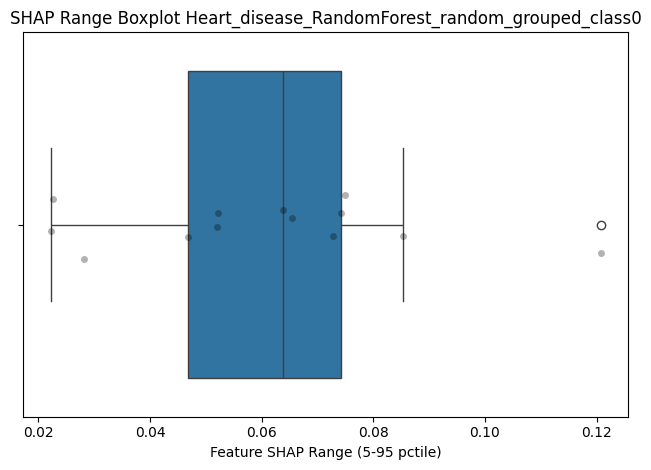 SHAP Range Boxplot Heart_disease_RandomForest_random_grouped_class0
0.02 0.04 0.06 0.08 0.10 0.12
Feature SHAP Range (5-95 pctile)